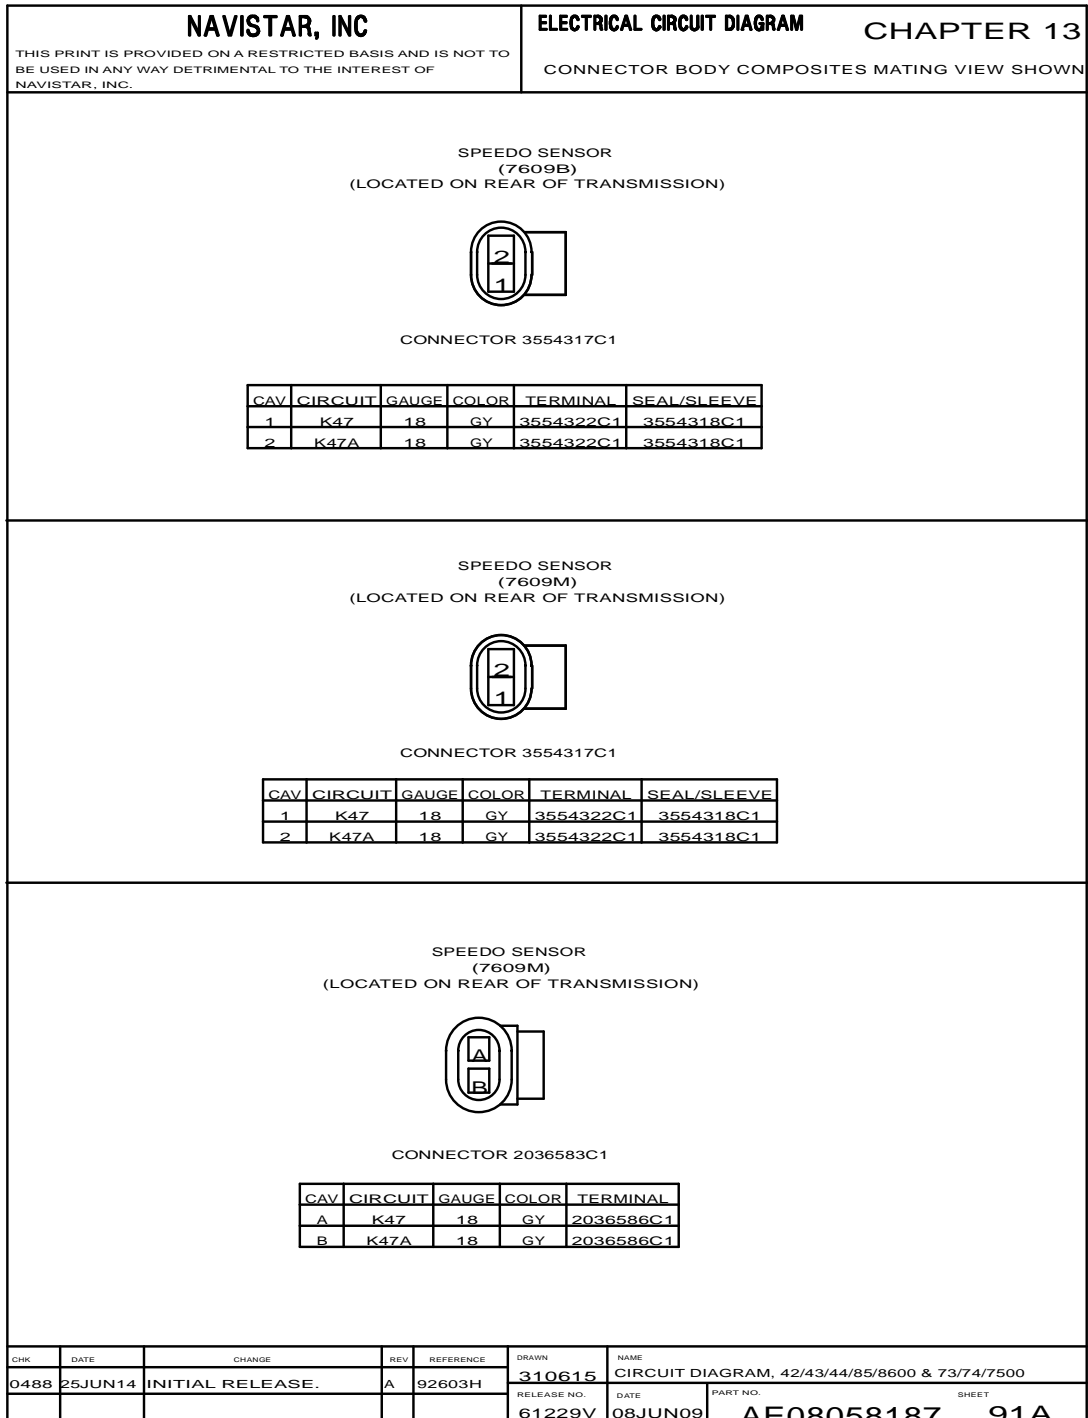 NAVISTAR, INC
THIS PRINT IS PROVIDED ON A RESTRICTED BASIS AND IS NOT TO
BE USED IN ANY WAY DETRIMENTAL TO THE INTEREST OF
NAVISTAR, INC.
ELECTRICAL CIRCUIT DIAGRAM
CHAPTER 13
CONNECTOR BODY COMPOSITES MATING VIEW SHOWN
SPEEDO SENSOR
(7609B)
(LOCATED ON REAR OF TRANSMISSION)
2
1
CONNECTOR 3554317C1
CAV CIRCUIT GAUGE COLOR TERMINAL SEAL/SLEEVE
1 K47 18 GY 3554322C1 3554318C1
2 K47A 18 GY 3554322C1 3554318C1
SPEEDO SENSOR
(7609M)
(LOCATED ON REAR OF TRANSMISSION)
2
1
CONNECTOR 3554317C1
CAV CIRCUIT GAUGE COLOR TERMINAL SEAL/SLEEVE
1 K47 18 GY 3554322C1 3554318C1
2 K47A 18 GY 3554322C1 3554318C1
SPEEDO SENSOR
(7609M)
(LOCATED ON REAR OF TRANSMISSION)
A
B
CONNECTOR 2036583C1
CAV CIRCUIT GAUGE COLOR TERMINAL
A K47 18 GY 2036586C1
B K47A 18 GY 2036586C1
CHK DATE CHANGE REV REFERENCE
0488 25JUN14 INITIAL RELEASE. A 92603H
DRAWN
310615
NAME
CIRCUIT DIAGRAM, 42/43/44/85/8600 & 73/74/7500
RELEASE NO.
61229V
DATE
08JUN09
PART NO.
AE08058187
SHEET
91A